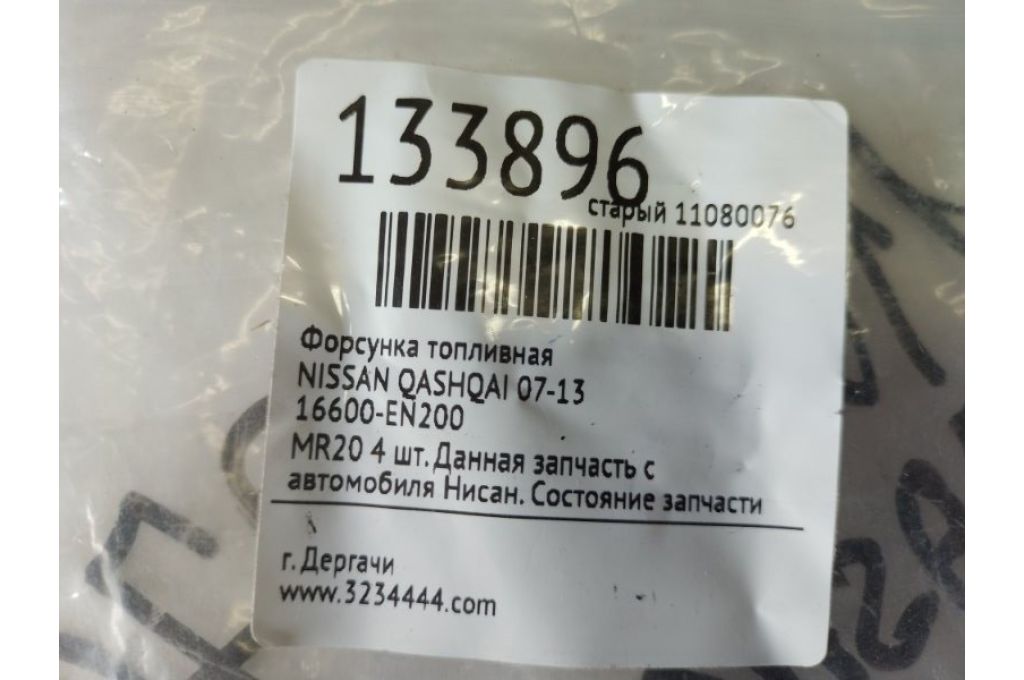 133896
старый 11080076
Форсунка топливная
NISSAN QASHQAI 07-13
16600-EN200
MR20 4 шт. Данная запчасть с
автомобиля Нисан. Состояние запчасти
г. Дергачи
www.3234444.com